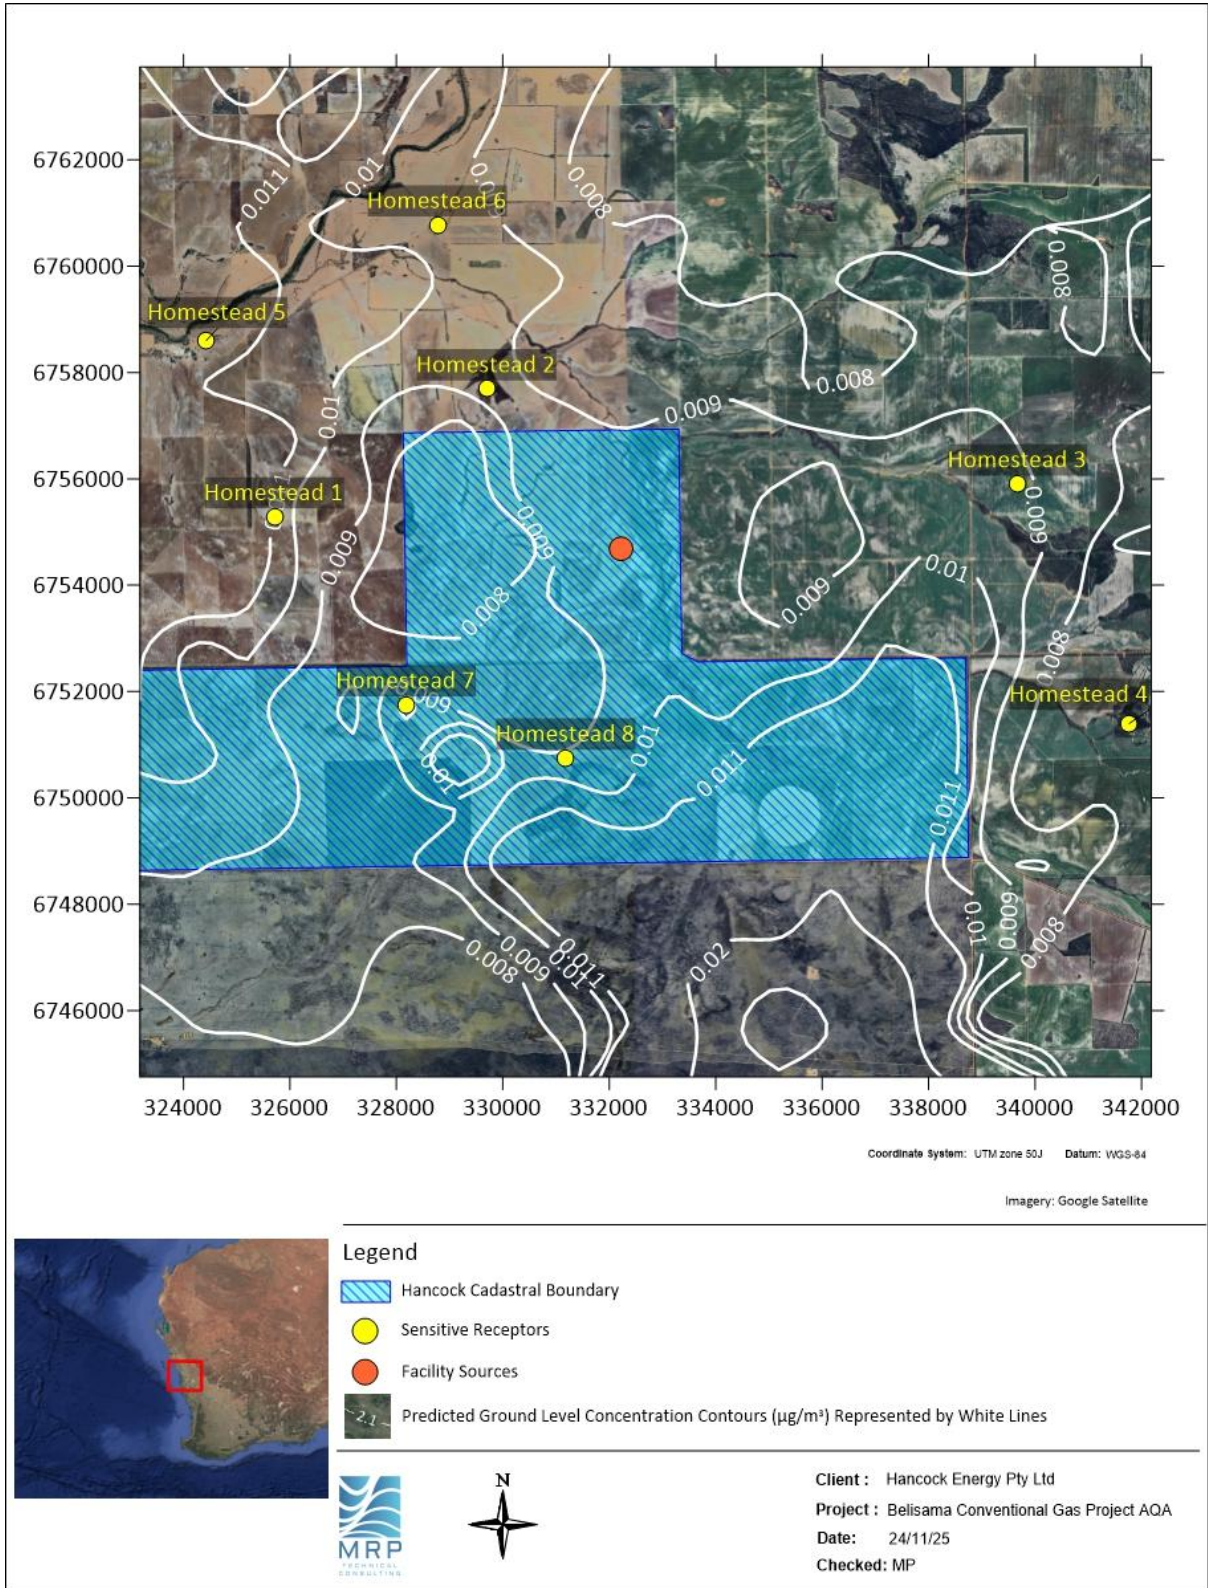 6762000
6760000
6758000
6756000
6754000
6752000
6750000
6748000
6746000
324000 326000 328000 330000 332000 334000 336000 338000 340000 342000
0.011
0.01
0.008
Homestead 6
0.008
Homestead 5
Homestead 2
0.008
0.01
0.009
Homestead 3
Homestead 1
0.009
0.009
0.009
0.01
0.008
0.009
0.008
Homestead 7
0.009
Homestead 4
Homestead 8
0.01
0.01
0.011
0.011
0.01
0.009
0.008
0.008
0.009
0.011
0.01
0.02
Coordinate System: UTM zone 50J Datum: WGS-84
Imagery: Google Satellite
Legend
Hancock Cadastral Boundary
Sensitive Receptors
Facility Sources
2.1
Predicted Ground Level Concentration Contours (µg/m³) Represented by White Lines
MRP
TECHNICAL
CONSULTING
N
Client : Hancock Energy Pty Ltd
Project : Belisama Conventional Gas Project AQA
Date: 24/11/25
Checked: MP